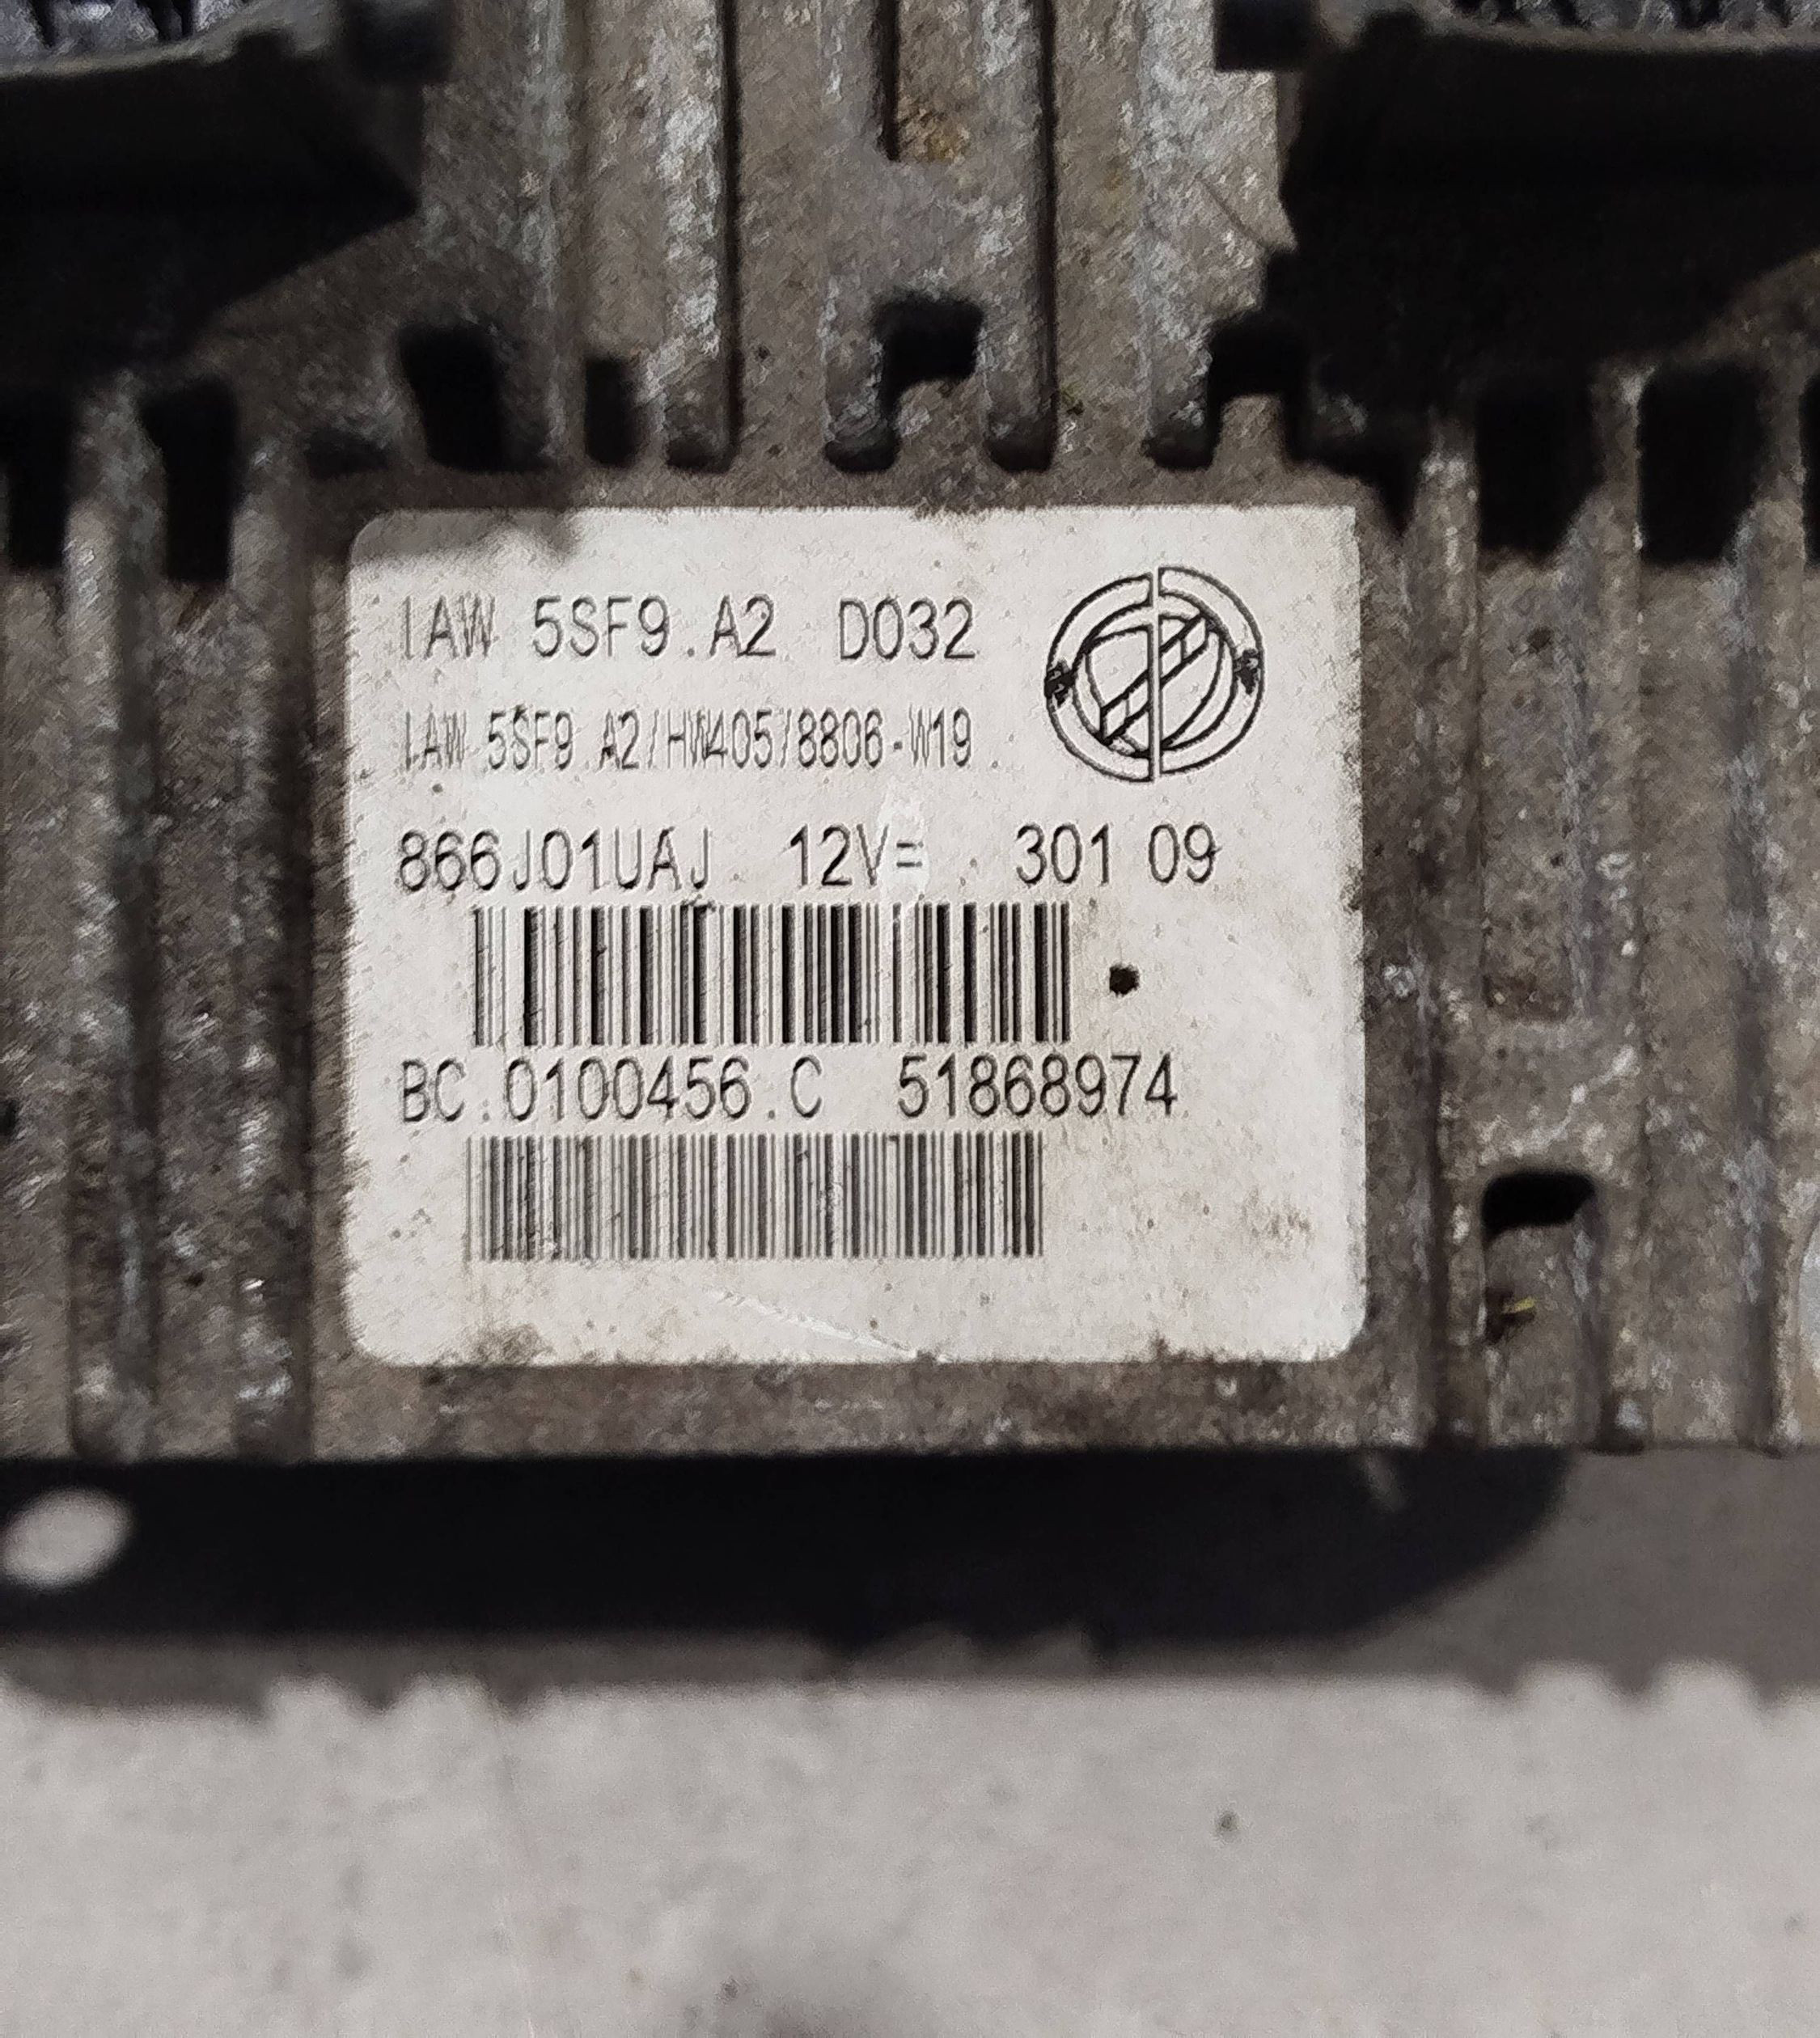 IAW 5SF9.A2 D032
IAW 5SF9.A2/HW405/8806-W19
866J01UAJ 12V= 301 09
BC.0100456.C 51868974